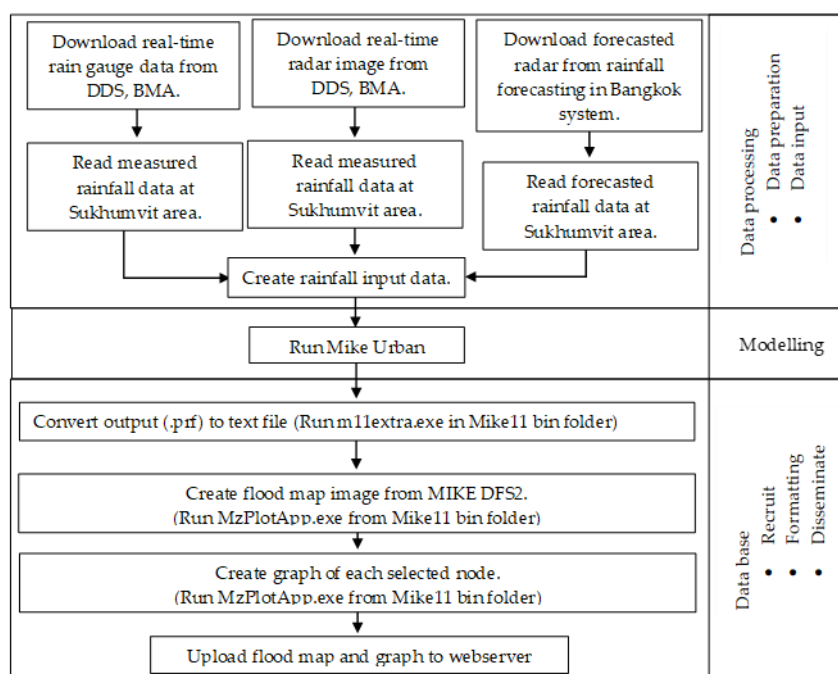 Download real-time
rain gauge data from
DDS, BMA.
Download real-time
radar image from
DDS, BMA.
Download forecasted
radar from rainfall
forecasting in Bangkok
system.
Read measured
rainfall data at
Sukhumvit area.
Read measured
rainfall data at
Sukhumvit area.
Read forecasted
rainfall data at
Sukhumvit area.
Create rainfall input data.
Data processing
• Data preparation
• Data input
Run Mike Urban
Modelling
Convert output (.prf) to text file (Run m11extra.exe in Mike11 bin folder)
Create flood map image from MIKE DFS2.
(Run MzPlotApp.exe from Mike11 bin folder)
Create graph of each selected node.
(Run MzPlotApp.exe from Mike11 bin folder)
Upload flood map and graph to webserver
Data base
• Recruit
• Formatting
• Disseminate